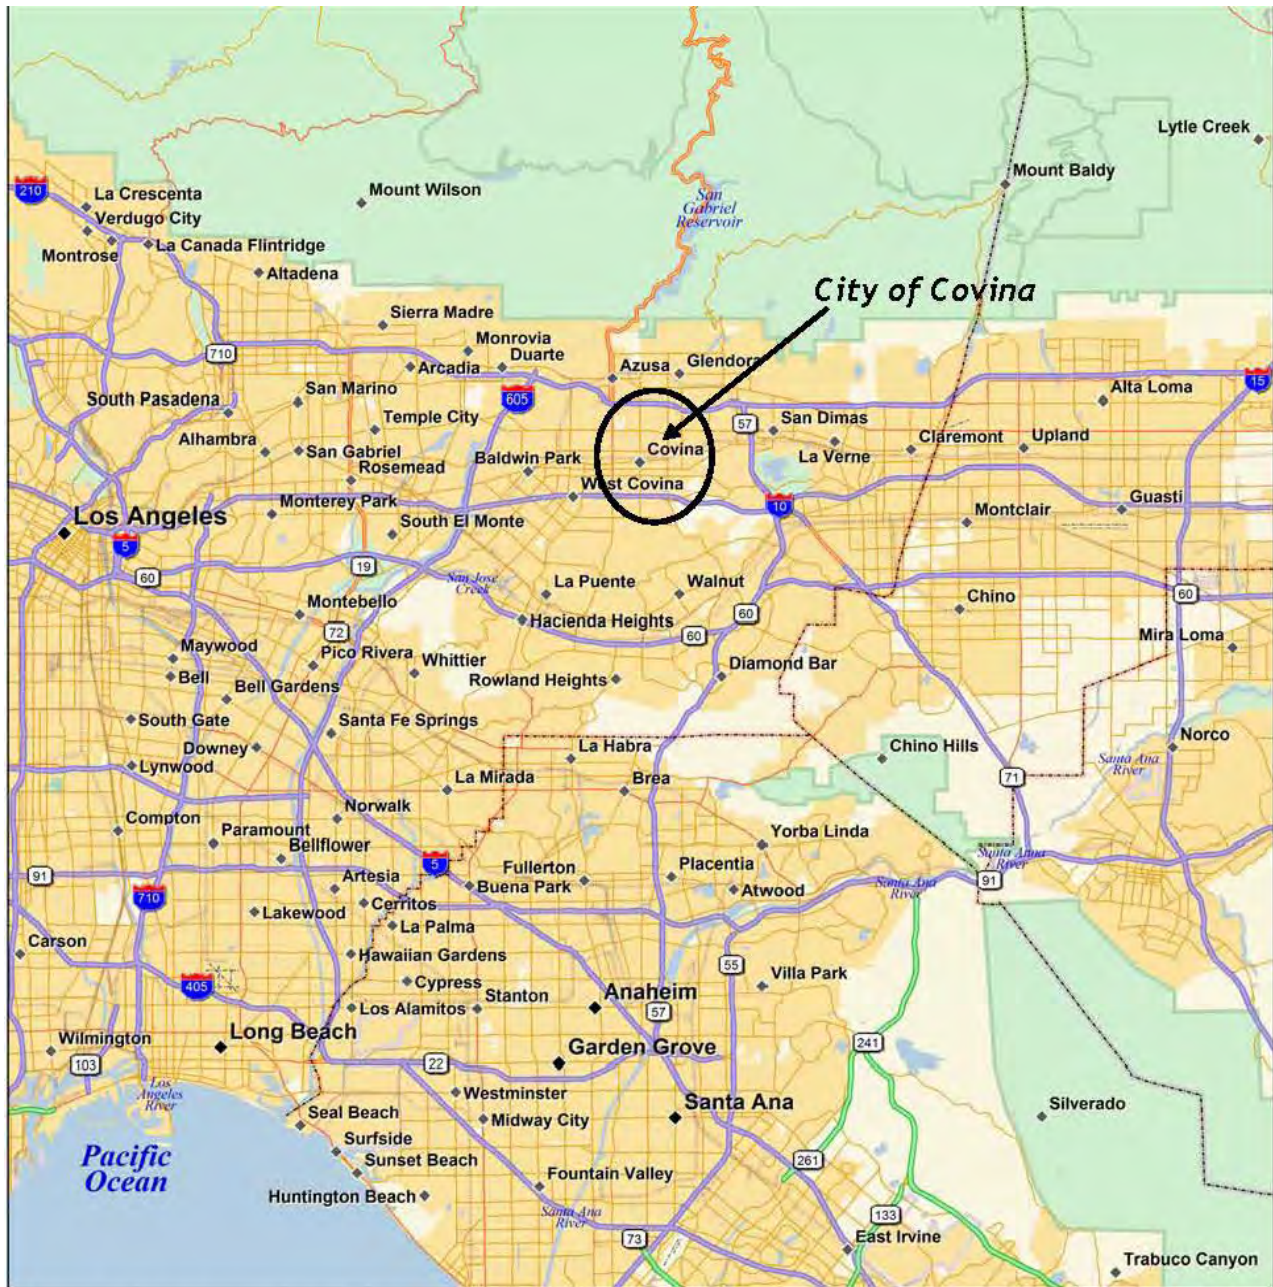 Lytle Creek
Mount Baldy
210
La Crescenta
Mount Wilson
San
Gabriel
Reservoir
Verdugo City
Montrose
La Canada Flintridge
Altadena
City of Covina
Sierra Madre
Monrovia
710
Duarte
Arcadia
Azusa
Glendora
15
Alta Loma
San Marino
605
South Pasadena
Temple City
57
San Dimas
Alhambra
San Gabriel
Covina
La Verne
Claremont
Upland
Rosemead
Baldwin Park
West Covina
Monterey Park
10
Guasti
Los Angeles
South El Monte
Montclair
5
60
19
San Jose
Creek
La Puente
Walnut
Chino
60
Montebello
Hacienda Heights
60
60
72
Mira Loma
Maywood
Pico Rivera
Whittier
Diamond Bar
Bell
Rowland Heights
Bell Gardens
South Gate
Santa Fe Springs
Norco
Downey
La Habra
Chino Hills
Santa Ana
River
Lynwood
La Mirada
Brea
71
Norwalk
Compton
Paramount
Yorba Linda
Bellflower
Santa Anna
River
5
Fullerton
Placentia
91
Artesia
Buena Park
Atwood
Santa Ana
River
91
710
Cerritos
Lakewood
La Palma
Carson
Hawaiian Gardens
55
Villa Park
405
Cypress
Stanton
Anaheim
Los Alamitos
57
Wilmington
Long Beach
Garden Grove
241
103
22
Los
Angeles
River
Westminster
Santa Ana
Silverado
Seal Beach
Midway City
Surfside
Pacific
Ocean
Sunset Beach
261
Fountain Valley
Huntington Beach
Santa Ana
River
133
73
East Irvine
Trabuco Canyon